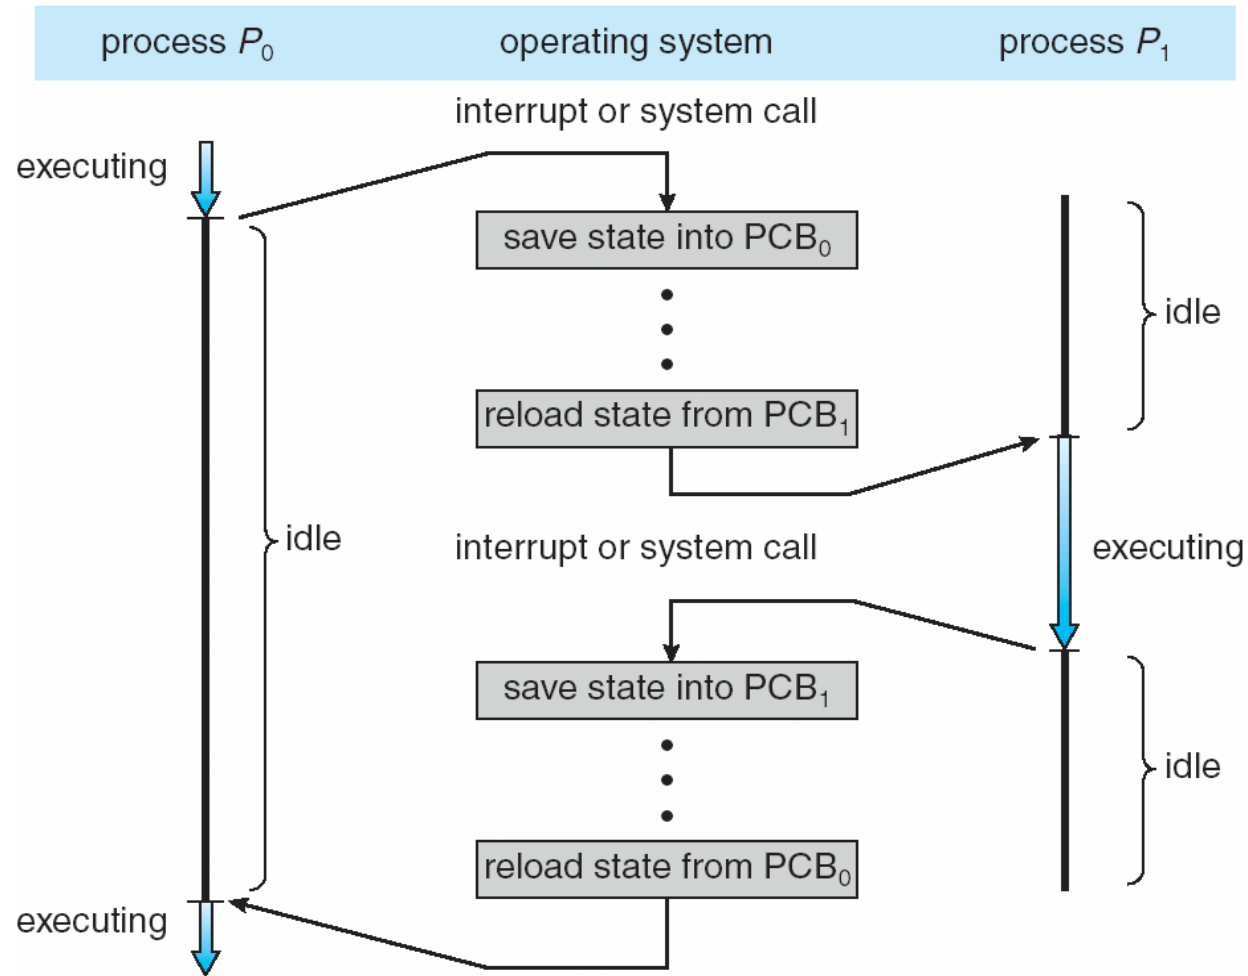 process P0
operating system
process P1
interrupt or system call
executing
save state into PCB0
idle
reload state from PCB1
idle
interrupt or system call
executing
save state into PCB1
idle
reload state from PCB0
executing